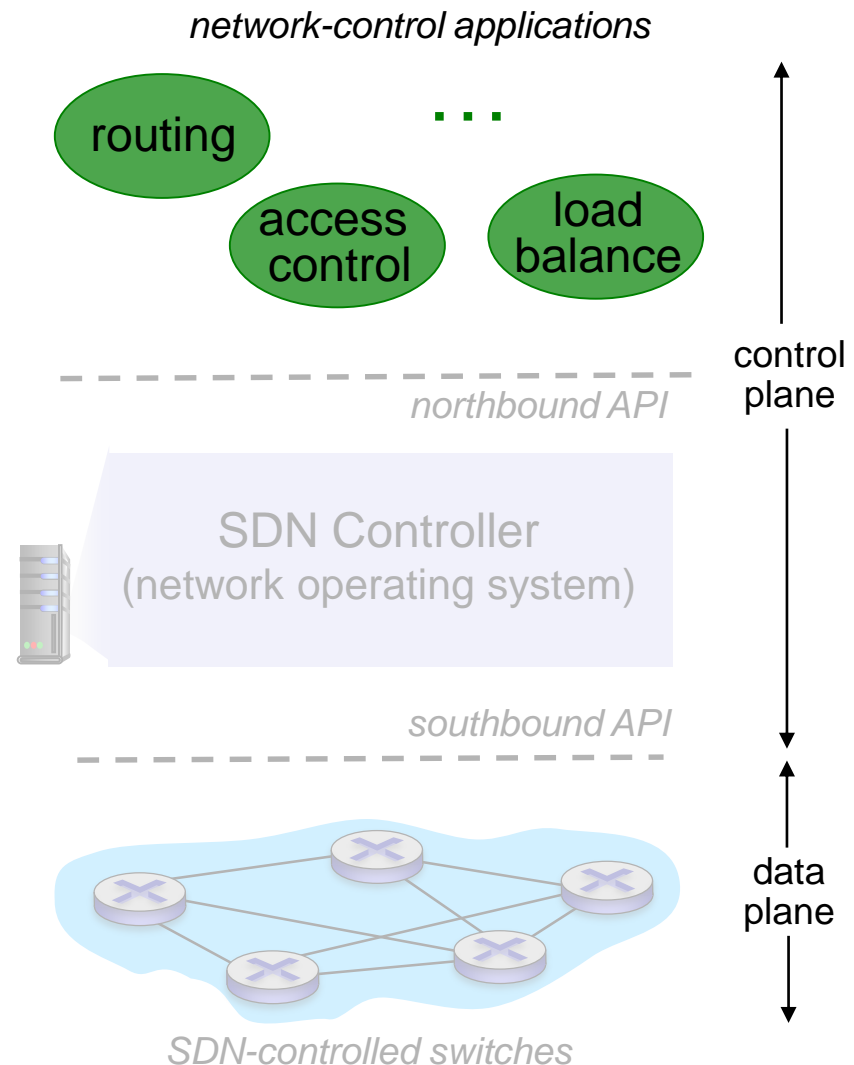 network-control applications
routing
...
access
control
load
balance
control
plane
northbound API
SDN Controller
(network operating system)
southbound API
data
plane
SDN-controlled switches